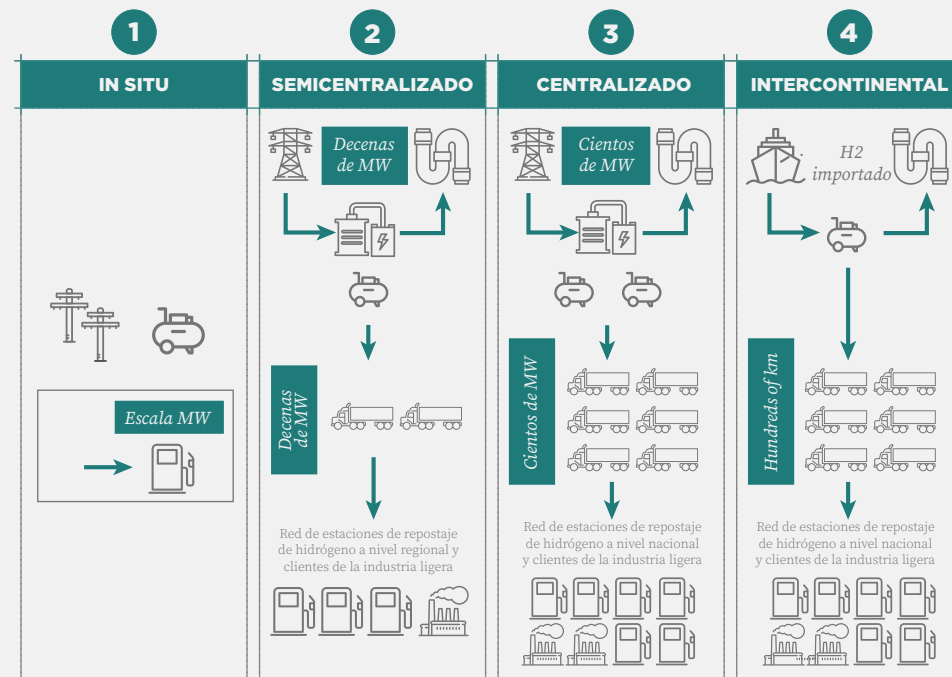 1
IN SITU
Escala MW
2
SEMICENTRALIZADO
Decenas
de MW
Decenas
de MW
Red de estaciones de repostaje
de hidrógeno a nivel regional y
clientes de la industria ligera
3
CENTRALIZADO
Cientos
de MW
Cientos de MW
Red de estaciones de repostaje
de hidrógeno a nivel nacional
y clientes de la industria ligera
4
INTERCONTINENTAL
H2
importado
Hundreds of km
Red de estaciones de repostaje
de hidrógeno a nivel nacional
y clientes de la industria ligera